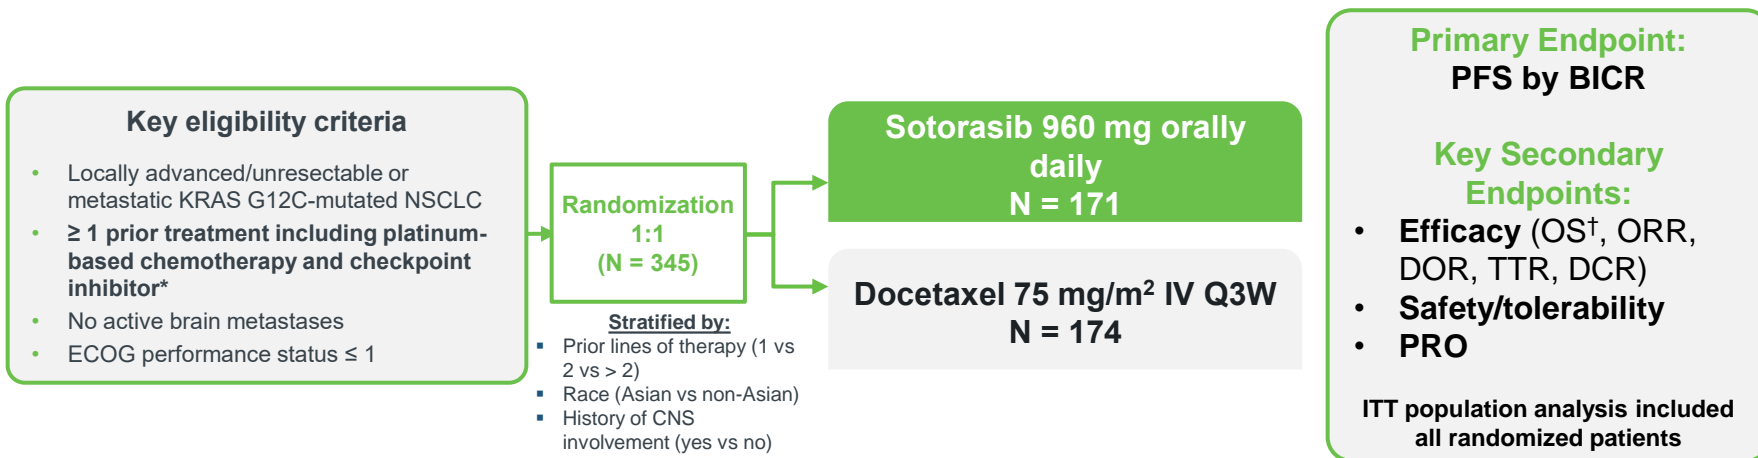 Key eligibility criteria
• Locally advanced/unresectable or
metastatic KRAS G12C-mutated NSCLC
• ≥ 1 prior treatment including platinum-
based chemotherapy and checkpoint
inhibitor*
• No active brain metastases
• ECOG performance status ≤ 1
Randomization
1:1
(N = 345)
Stratified by:
▪ Prior lines of therapy (1 vs
2 vs > 2)
▪ Race (Asian vs non-Asian)
▪ History of CNS
involvement (yes vs no)
Sotorasib 960 mg orally
daily
N = 171
Docetaxel 75 mg/m² IV Q3W
N = 174
Primary Endpoint:
PFS by BICR
Key Secondary
Endpoints:
• Efficacy (OS†, ORR,
DOR, TTR, DCR)
• Safety/tolerability
• PRO
ITT population analysis included
all randomized patients